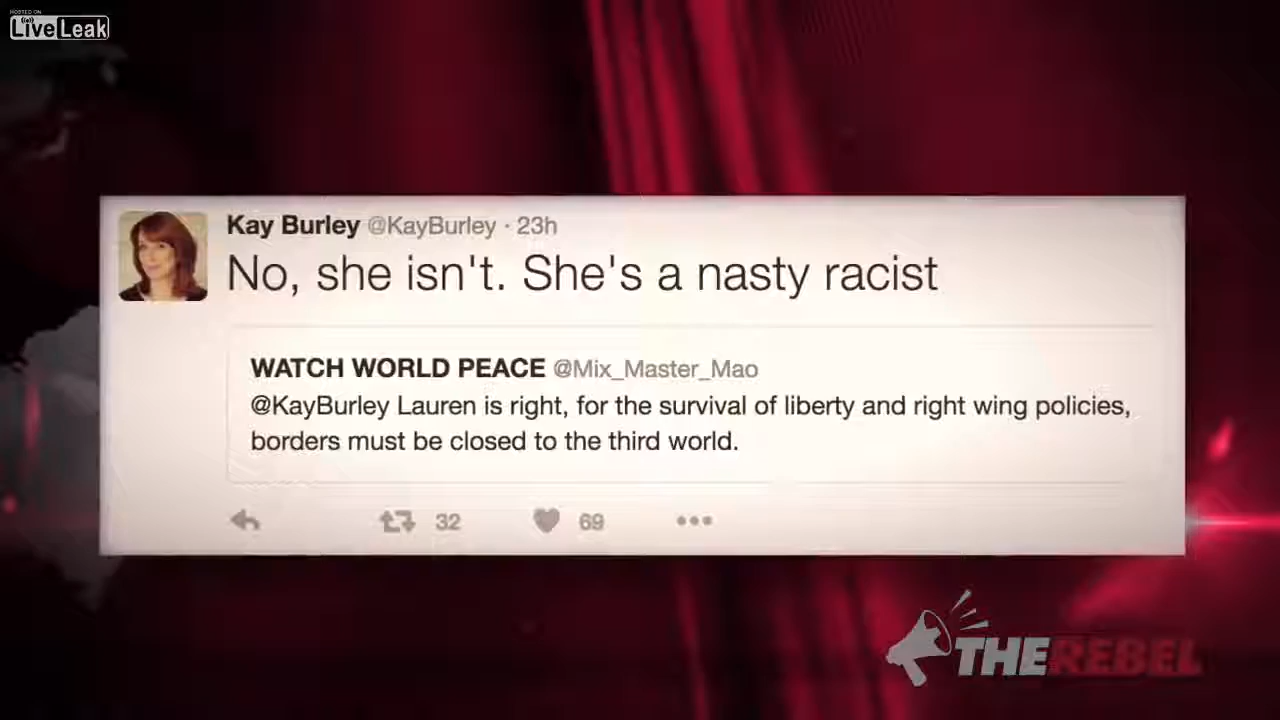 HOSTED ON
LiveLeak
Kay Burley @KayBurley · 23h
No, she isn't. She's a nasty racist
WATCH WORLD PEACE @Mix_Master_Mao
@KayBurley Lauren is right, for the survival of liberty and right wing policies,
borders must be closed to the third world.
32 69
THEREBEL